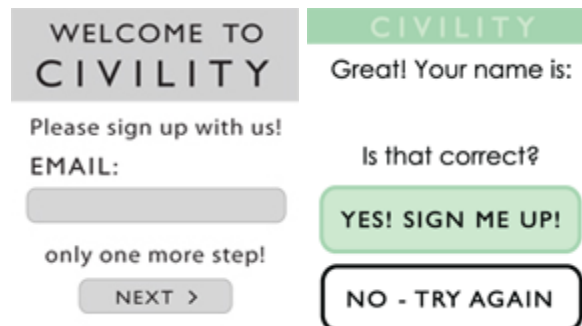 WELCOME TO
CIVILITY
Please sign up with us!
EMAIL:
only one more step!
NEXT >
CIVILITY
Great! Your name is:
Is that correct?
YES! SIGN ME UP!
NO - TRY AGAIN